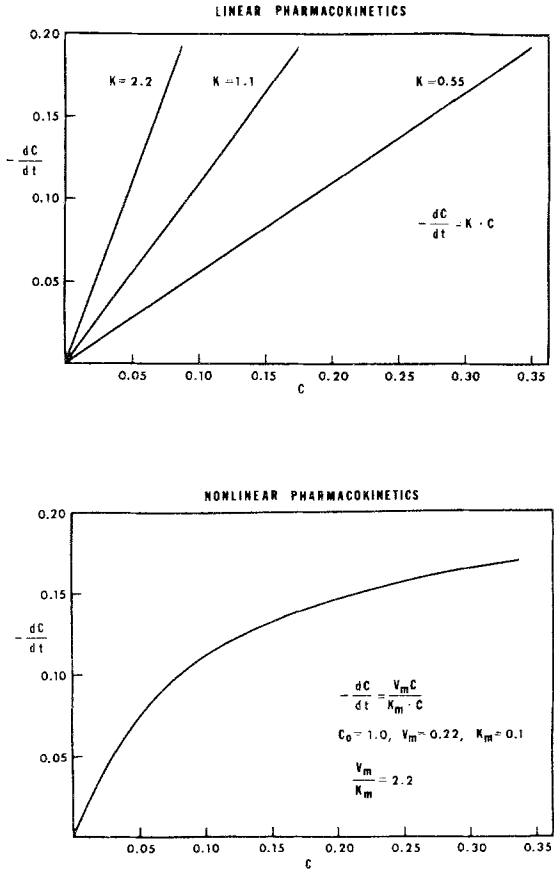 LINEAR PHARMACOKINETICS
0.20
0.15
0.10
0.05
- dC
dt
K = 2.2
K = 1.1
K = 0.55
- dC
dt
= K · C
0.05 0.10 0.15 0.20 0.25 0.30 0.35
C
NONLINEAR PHARMACOKINETICS
0.20
0.15
0.10
0.05
- dC
dt
- dC
dt
= VmC
Km · C
C0 = 1.0, Vm = 0.22, Km = 0.1
Vm
Km
= 2.2
0.05 0.10 0.15 0.20 0.25 0.30 0.35
C